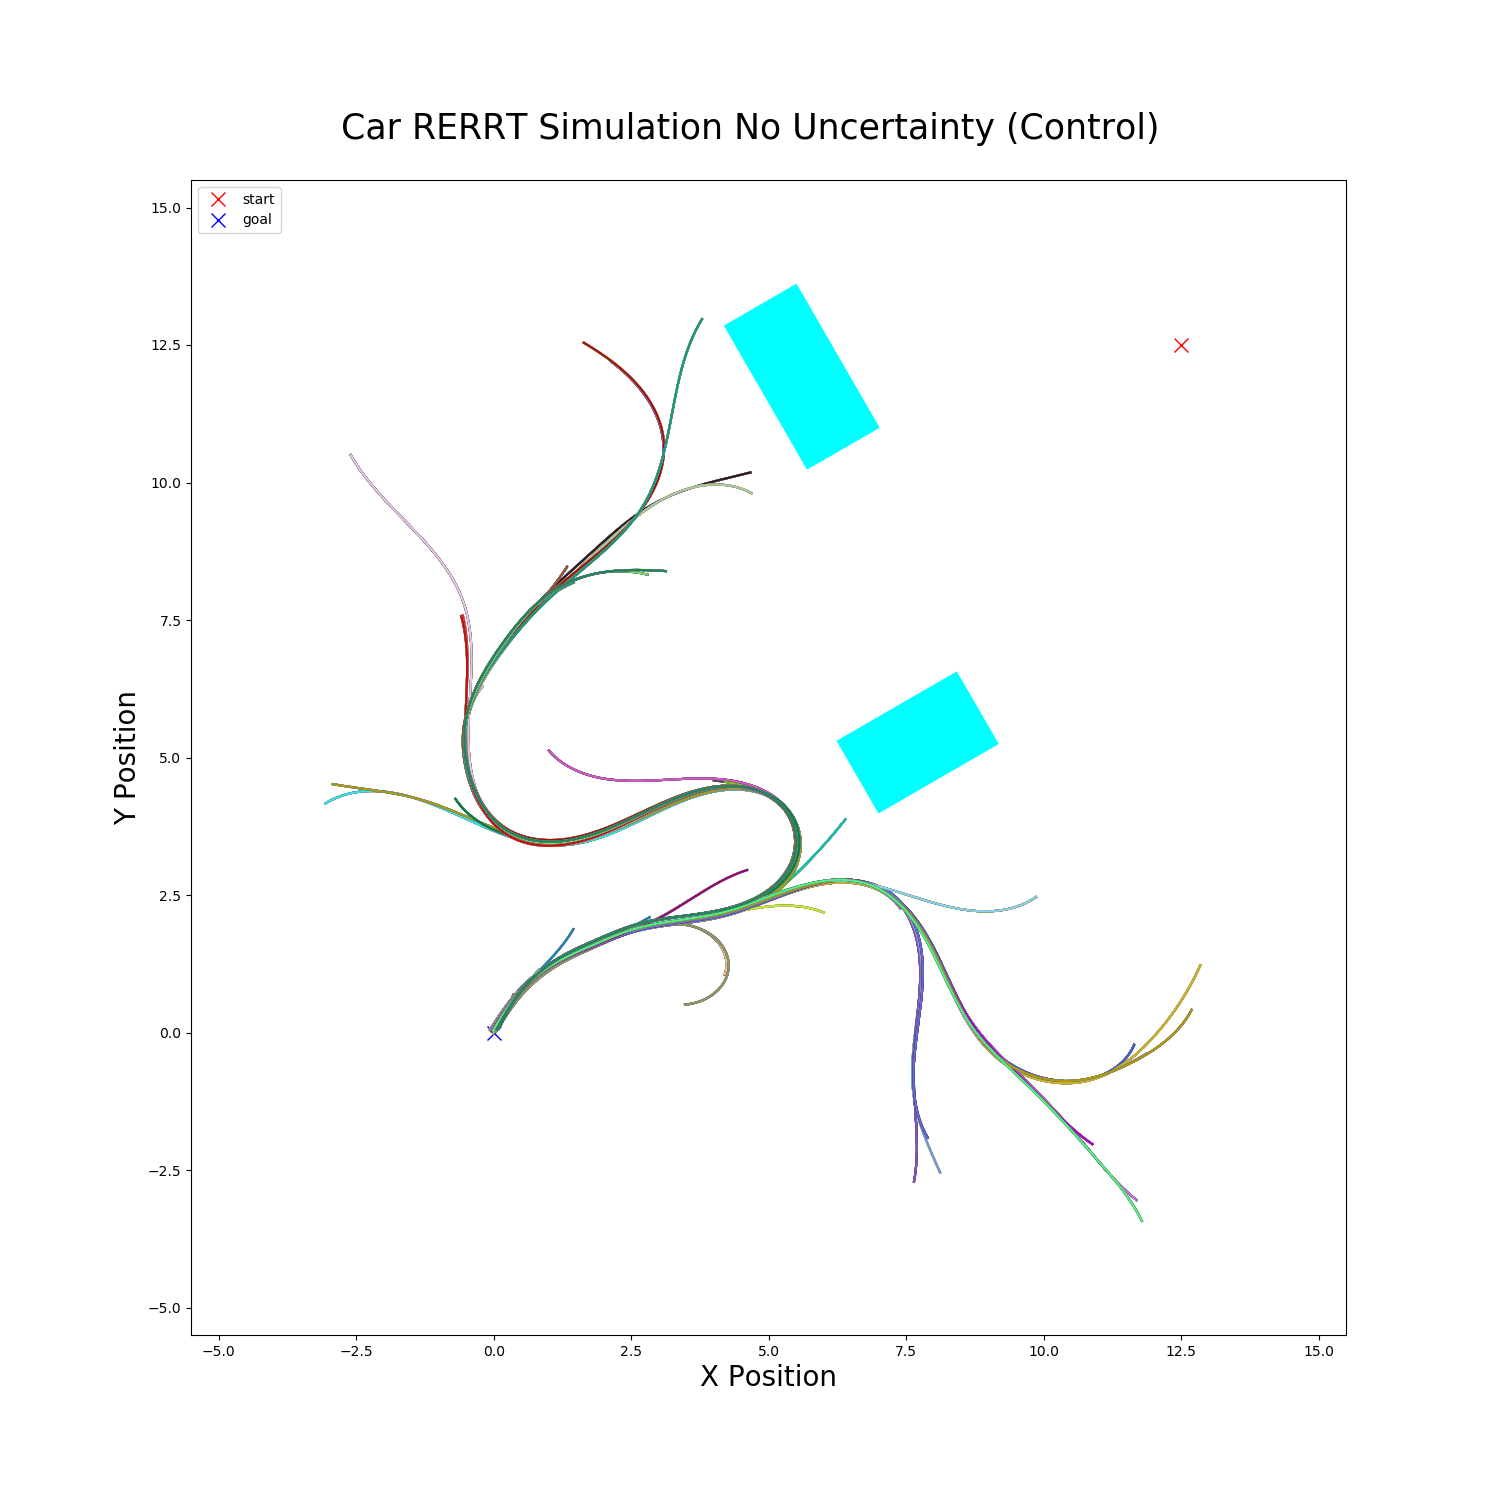 Car RERRT Simulation No Uncertainty (Control)
start
goal
15.0
12.5
10.0
7.5
5.0
2.5
0.0
−2.5
−5.0
Y Position
−5.0 −2.5 0.0 2.5 5.0 7.5 10.0 12.5 15.0
X Position